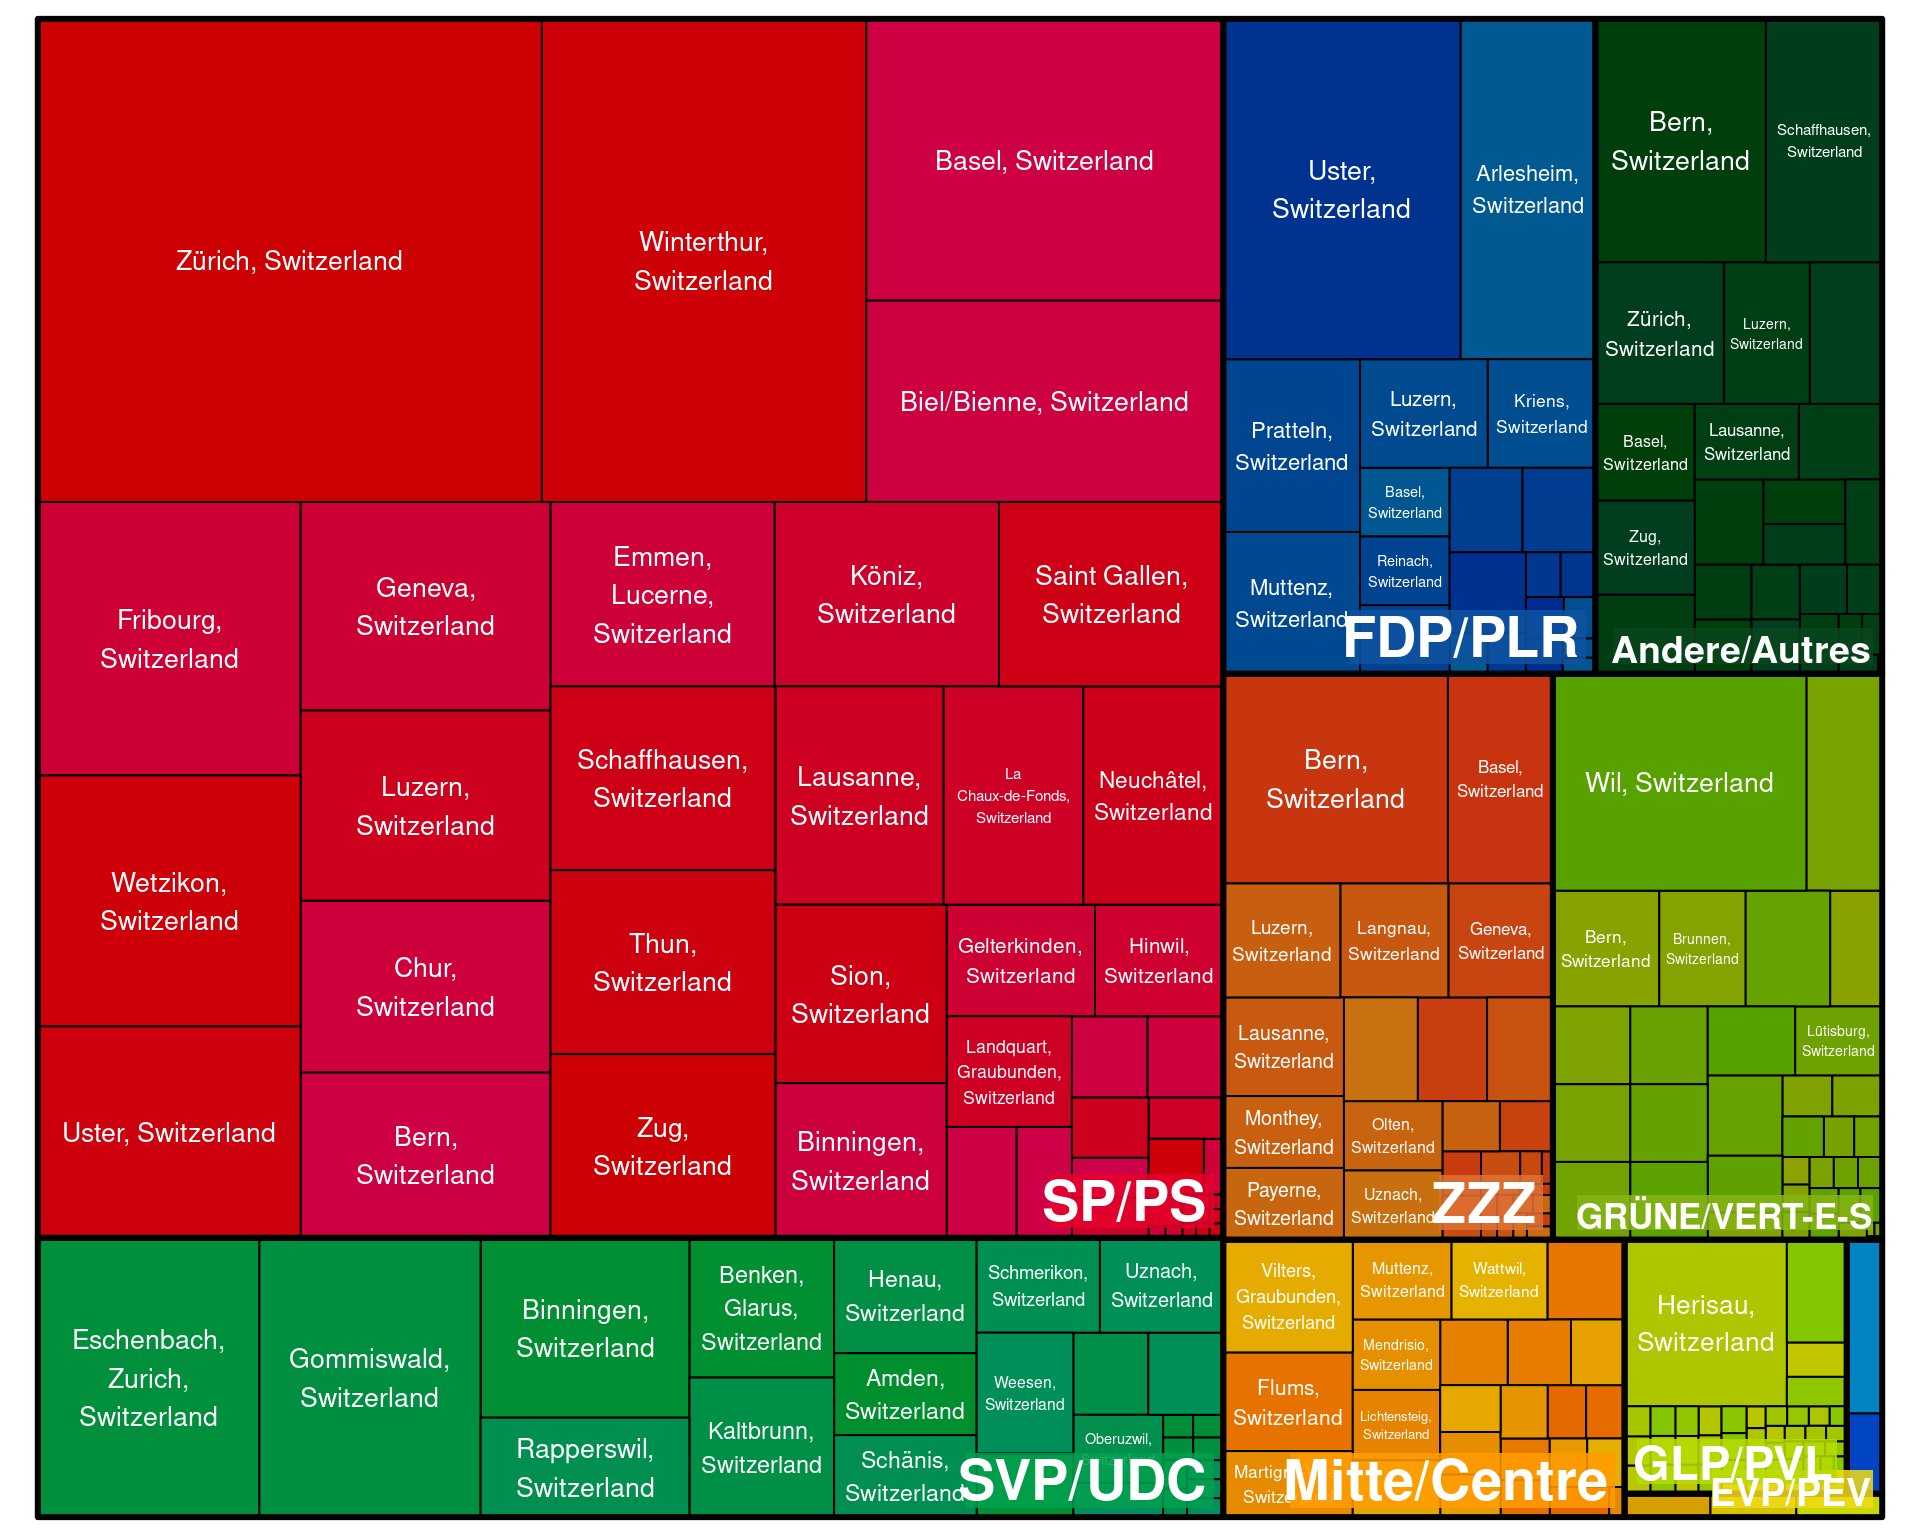 Zürich, Switzerland
Winterthur,
Switzerland
Basel, Switzerland
Biel/Bienne, Switzerland
Fribourg,
Switzerland
Wetzikon,
Switzerland
Uster, Switzerland
Geneva,
Switzerland
Luzern,
Switzerland
Chur,
Switzerland
Bern,
Switzerland
Emmen,
Lucerne,
Switzerland
Schaffhausen,
Switzerland
Thun,
Switzerland
Zug,
Switzerland
Köniz,
Switzerland
Saint Gallen,
Switzerland
Lausanne,
Switzerland
La
Chaux-de-Fonds,
Switzerland
Neuchâtel,
Switzerland
Sion,
Switzerland
Binningen,
Switzerland
Gelterkinden,
Switzerland
Hinwil,
Switzerland
Landquart,
Graubunden,
Switzerland
SP/PS
Uster,
Switzerland
Arlesheim,
Switzerland
Pratteln,
Switzerland
Muttenz,
Switzerland
Luzern,
Switzerland
Kriens,
Switzerland
Basel,
Switzerland
Reinach,
Switzerland
FDP/PLR
Bern,
Switzerland
Schaffhausen,
Switzerland
Zürich,
Switzerland
Luzern,
Switzerland
Basel,
Switzerland
Lausanne,
Switzerland
Zug,
Switzerland
Andere/Autres
Bern,
Switzerland
Basel,
Switzerland
Luzern,
Switzerland
Langnau,
Switzerland
Geneva,
Switzerland
Lausanne,
Switzerland
Monthey,
Switzerland
Payerne,
Switzerland
Olten,
Switzerland
Uznach,
Switzerland
ZZZ
Wil, Switzerland
Bern,
Switzerland
Brunnen,
Switzerland
Lütisburg,
Switzerland
GRÜNE/VERT-E-S
Eschenbach,
Zurich,
Switzerland
Gommiswald,
Switzerland
Binningen,
Switzerland
Rapperswil,
Switzerland
Benken,
Glarus,
Switzerland
Kaltbrunn,
Switzerland
Henau,
Switzerland
Amden,
Switzerland
Schänis,
Switzerland
Schmerikon,
Switzerland
Uznach,
Switzerland
Weesen,
Switzerland
Oberuzwil,
SVP/UDC
Vilters,
Graubunden,
Switzerland
Flums,
Switzerland
Muttenz,
Switzerland
Wattwil,
Switzerland
Mendrisio,
Switzerland
Lichtensteig,
Switzerland
Mitte/Centre
Herisau,
Switzerland
GLP/PVL
EVP/PEV